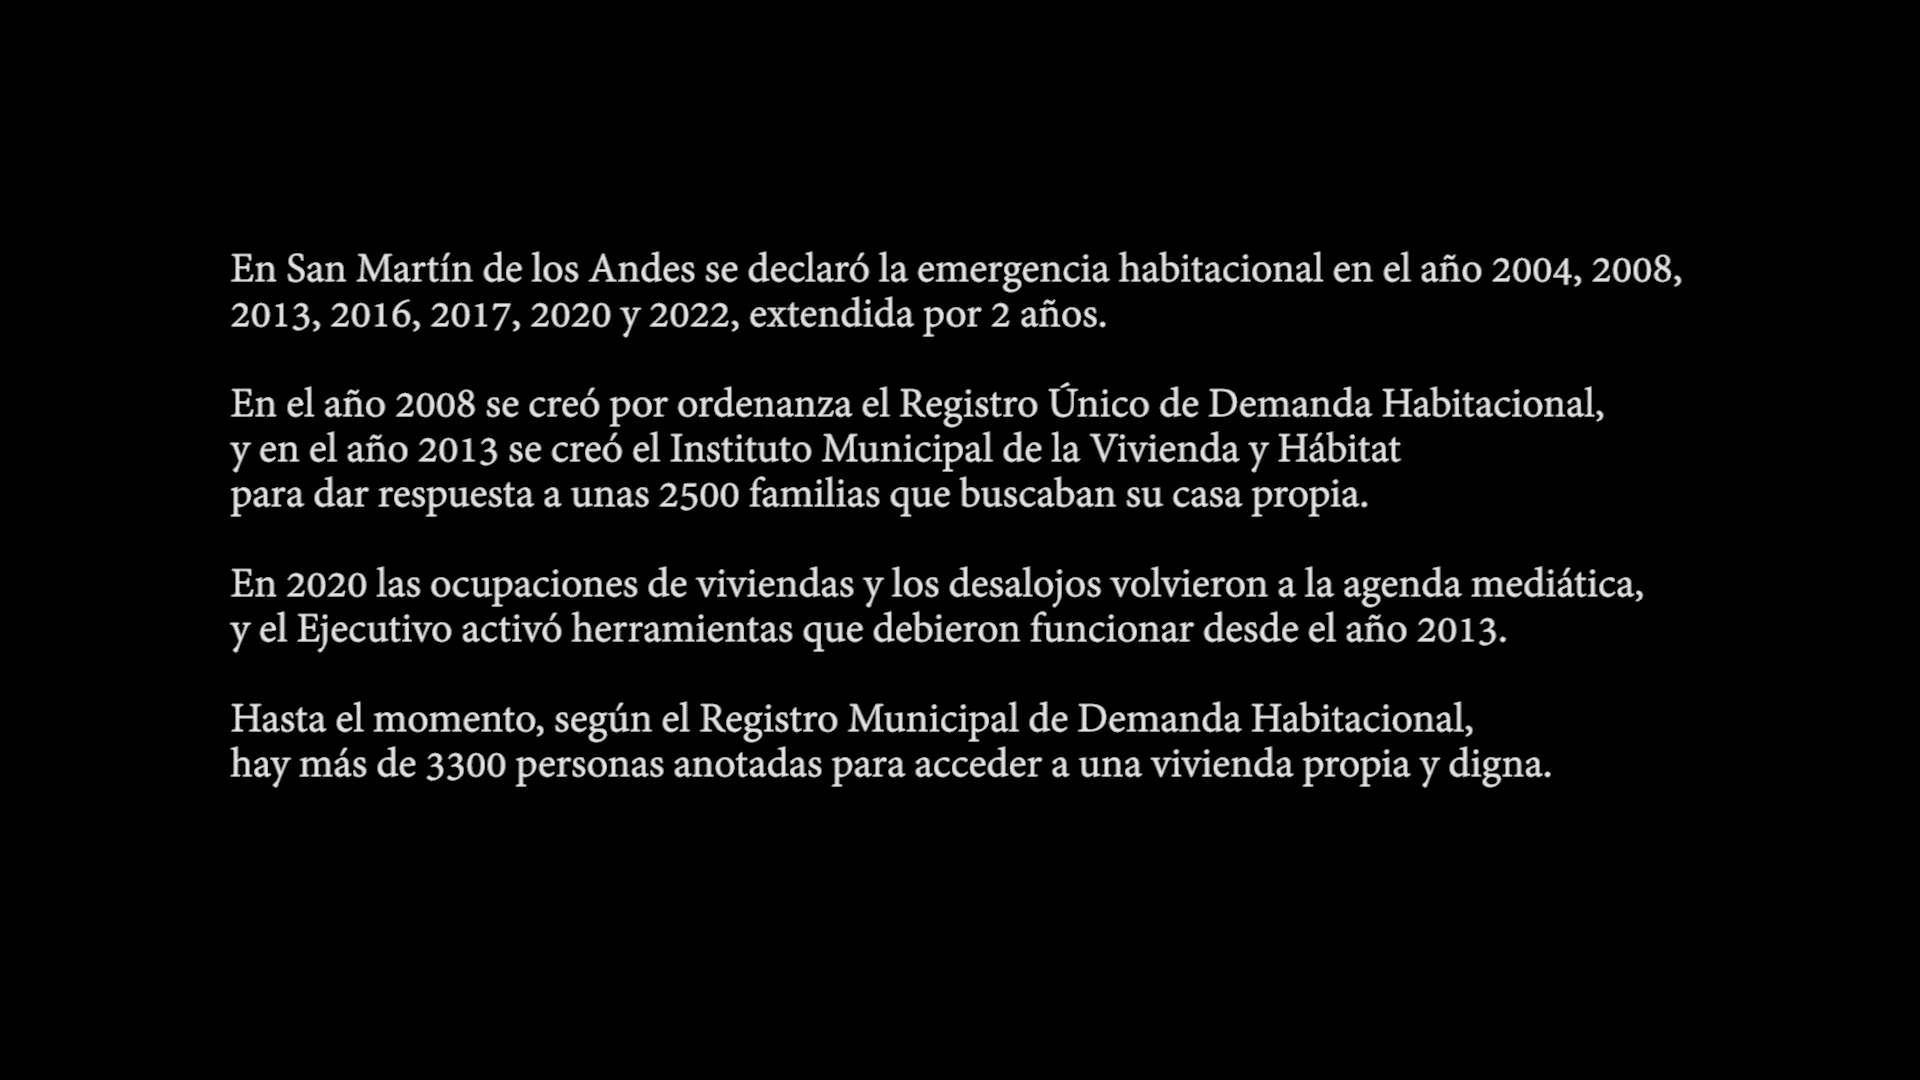 En San Martín de los Andes se declaró la emergencia habitacional en el año 2004, 2008,
2013, 2016, 2017, 2020 y 2022, extendida por 2 años.
En el año 2008 se creó por ordenanza el Registro Único de Demanda Habitacional,
y en el año 2013 se creó el Instituto Municipal de la Vivienda y Hábitat
para dar respuesta a unas 2500 familias que buscaban su casa propia.
En 2020 las ocupaciones de viviendas y los desalojos volvieron a la agenda mediática,
y el Ejecutivo activó herramientas que debieron funcionar desde el año 2013.
Hasta el momento, según el Registro Municipal de Demanda Habitacional,
hay más de 3300 personas anotadas para acceder a una vivienda propia y digna.